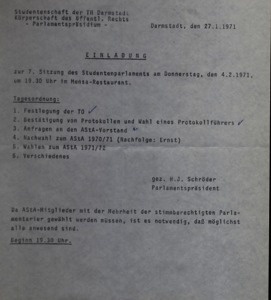 Studentenschaft der TH Darmstadt
Körperschaft des öffentl. Rechts
- Parlamentspräsidium -
Darmstadt, den 27.1.1971
E I N L A D U N G
zur 7. Sitzung des Studentenparlaments am Donnerstag, dem 4.2.1971,
um 19.30 Uhr im Mensa-Restaurant.
Tagesordnung:
1. Festlegung der TO
2. Bestätigung von Protokollen und Wahl eines Protokollführers
3. Anfragen an den AStA-Vorstand
4. Nachwahl zum AStA 1970/71 (Nachfolge: Ernst)
5. Wahlen zum AStA 1971/72
6. Verschiedenes
gez. H.J. Schröder
Parlamentspräsident
Da AStA-Mitglieder mit der Mehrheit der stimmberechtigten Parla-
mentarier gewählt werden müssen, ist es notwendig, daß möglichst
alle anwesend sind.
Beginn 19.30 Uhr.